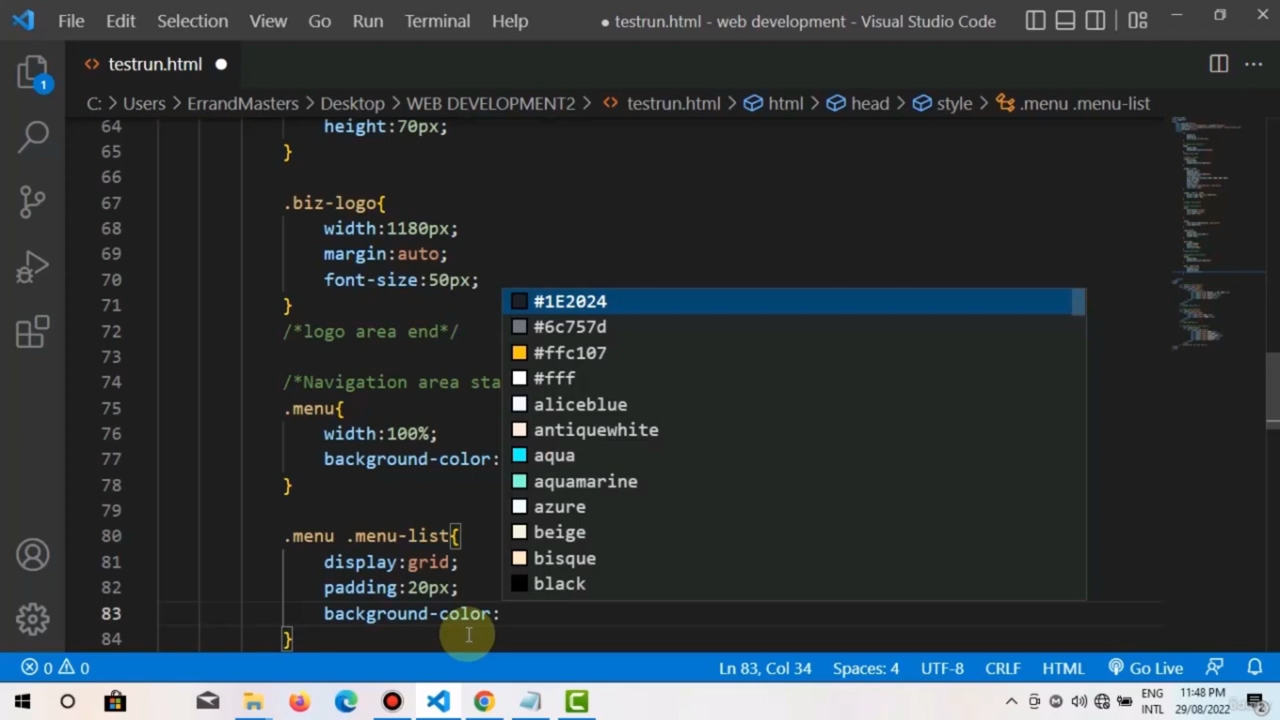 File Edit Selection View Go Run Terminal Help ● testrun.html - web development - Visual Studio Code
1
<> testrun.html ●
C: > Users > ErrandMasters > Desktop > WEB DEVELOPMENT2 > <> testrun.html > html > head > style > .menu .menu-list
64 height:70px;
65 }
66
67 .biz-logo{
68 width:1180px;
69 margin:auto;
70 font-size:50px;
71 }
72 /*logo area end*/
73
74 /*Navigation area sta
75 .menu{
76 width:100%;
77 background-color:
78 }
79
80 .menu .menu-list{
81 display:grid;
82 padding:20px;
83 background-color:
84 }
#1E2024
#6c757d
#ffc107
#fff
aliceblue
antiquewhite
aqua
aquamarine
azure
beige
bisque
black
0 0 Ln 83, Col 34 Spaces: 4 UTF-8 CRLF HTML Go Live
ENG
INTL
11:48 PM
29/08/2022
2